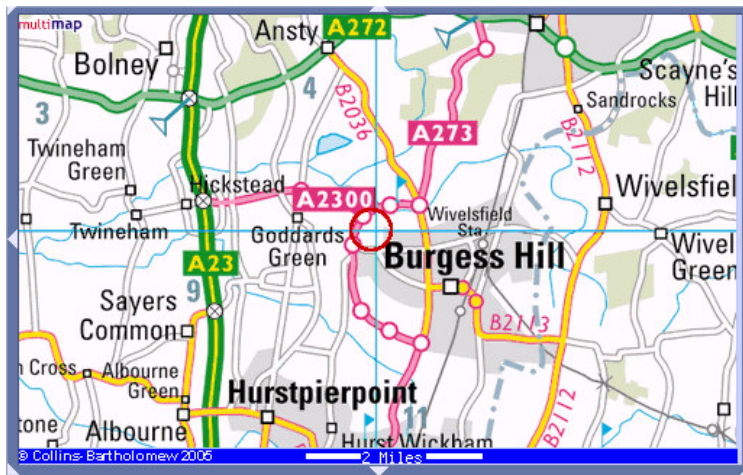 multimap
Ansty
A272
Bolney
4
3
B2036
Scayne's
Hill
Sandrocks
A273
B2112
Twineham
Green
Hickstead
A2300
Wivelsfiel
Twineham
Goddards
Green
Wivelsfield
Sta.
Wivel
Green
A23
Burgess Hill
9
Sayers
Common
B2113
n Cross
Albourne
Green
Hurstpierpoint
B2112
tone
Albourne
11
Hurst Wickham
© Collins-Bartholomew 2005
2 Miles